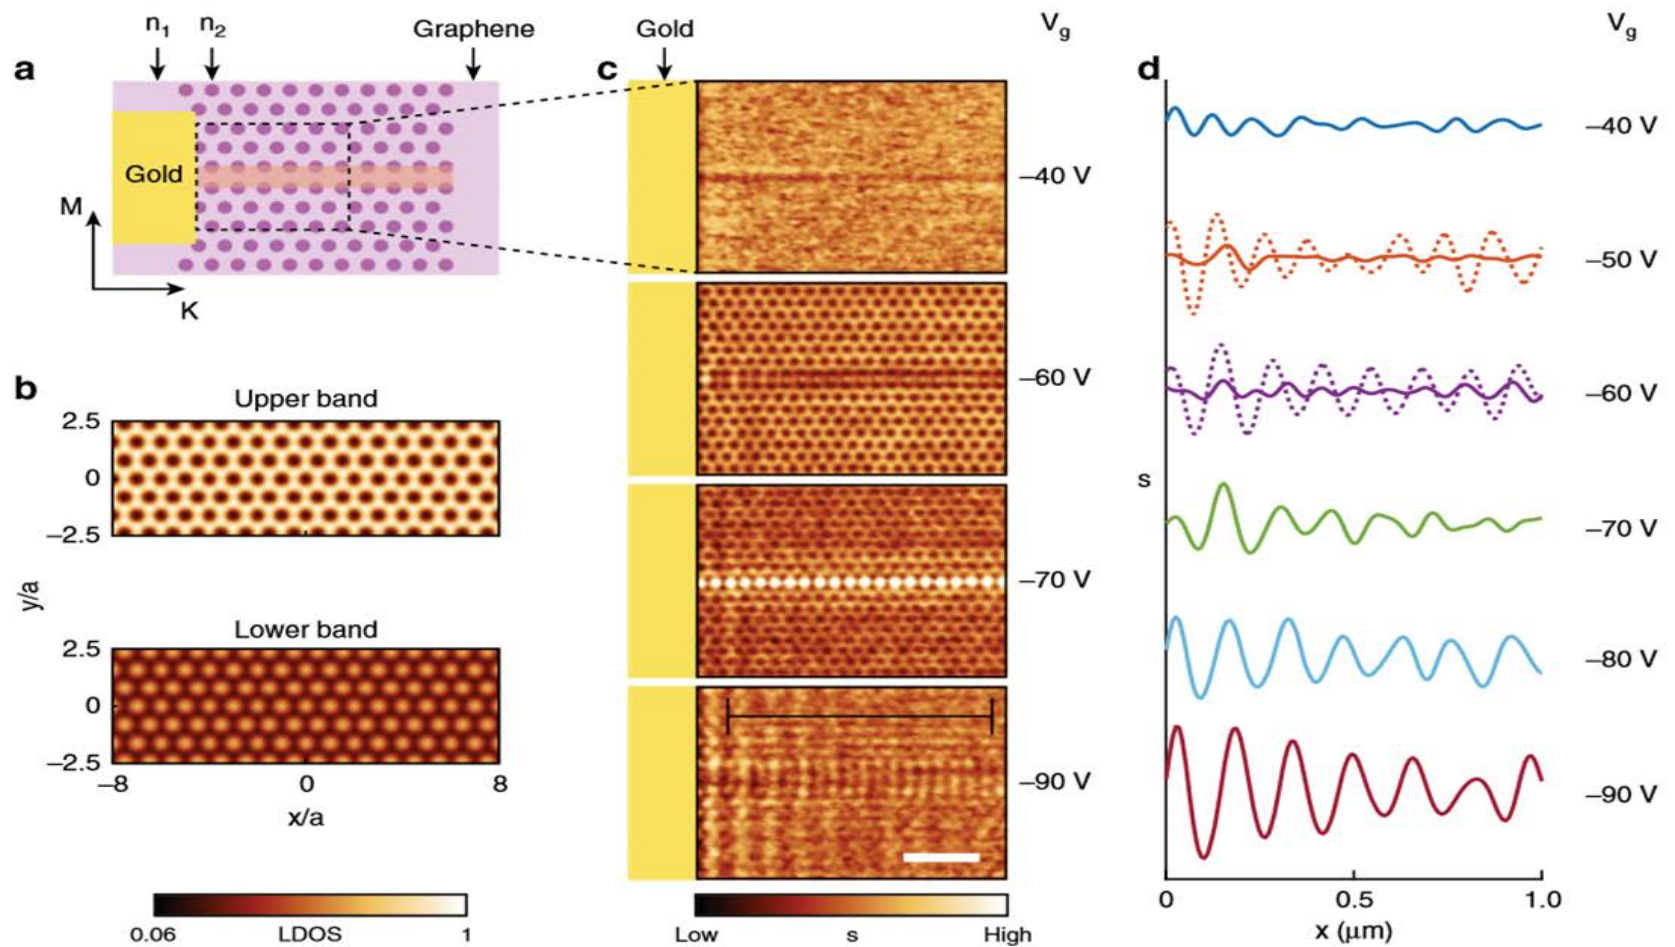 a
n₁
n₂
Graphene
Gold
M
K
b
Upper band
2.5
0
−2.5
y/a
Lower band
2.5
0
−2.5
−8
0
8
x/a
0.06
LDOS
1
c
Gold
V_g
−40 V
−60 V
−70 V
−90 V
Low
s
High
d
V_g
−40 V
−50 V
−60 V
−70 V
−80 V
−90 V
s
0
0.5
1.0
x (μm)